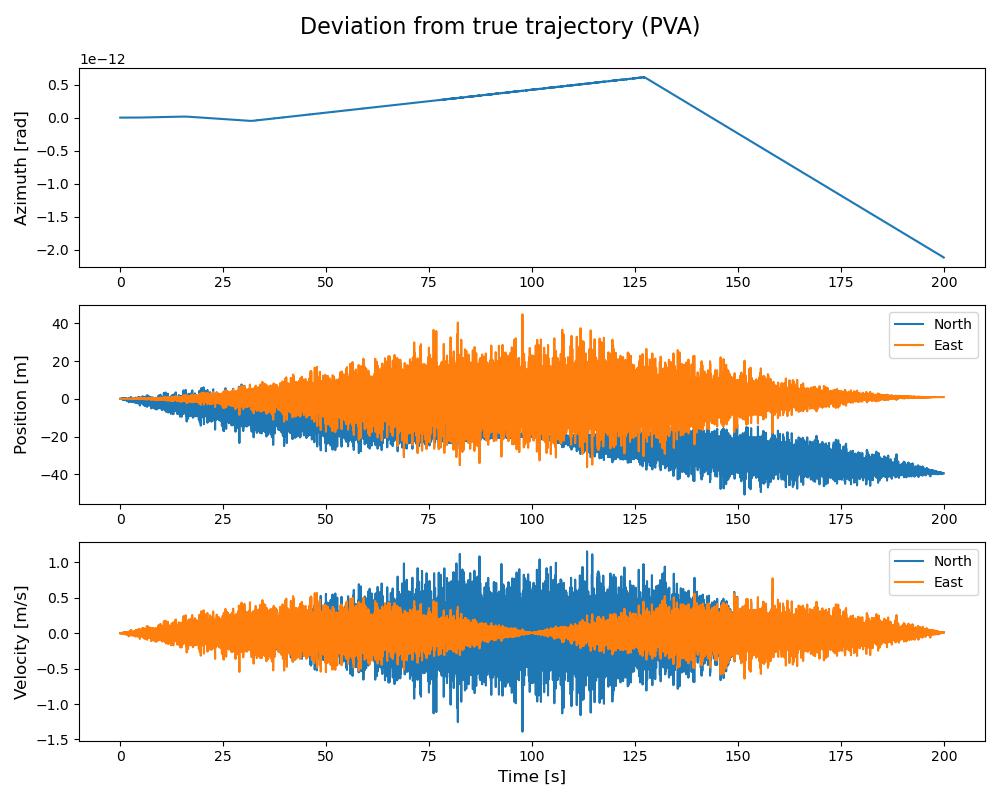 Deviation from true trajectory (PVA)
1e−12
Azimuth [rad]
0.5
0.0
−0.5
−1.0
−1.5
−2.0
0 25 50 75 100 125 150 175 200
Position [m]
40
20
0
−20
−40
North
East
0 25 50 75 100 125 150 175 200
Velocity [m/s]
1.0
0.5
0.0
−0.5
−1.0
−1.5
North
East
0 25 50 75 100 125 150 175 200
Time [s]